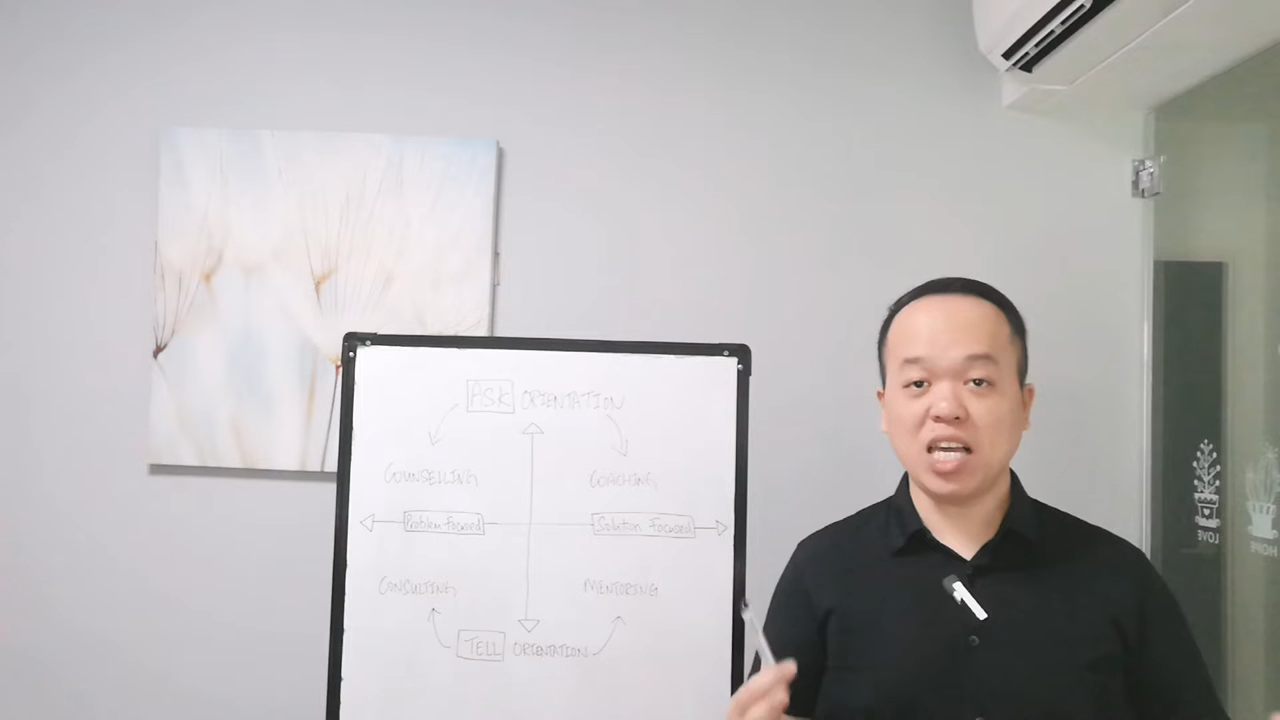 ASK ORIENTATION
COUNSELLING COACHING
Problem Focused Solution Focused
CONSULTING MENTORING
TELL ORIENTATION
LOVE
HOPE